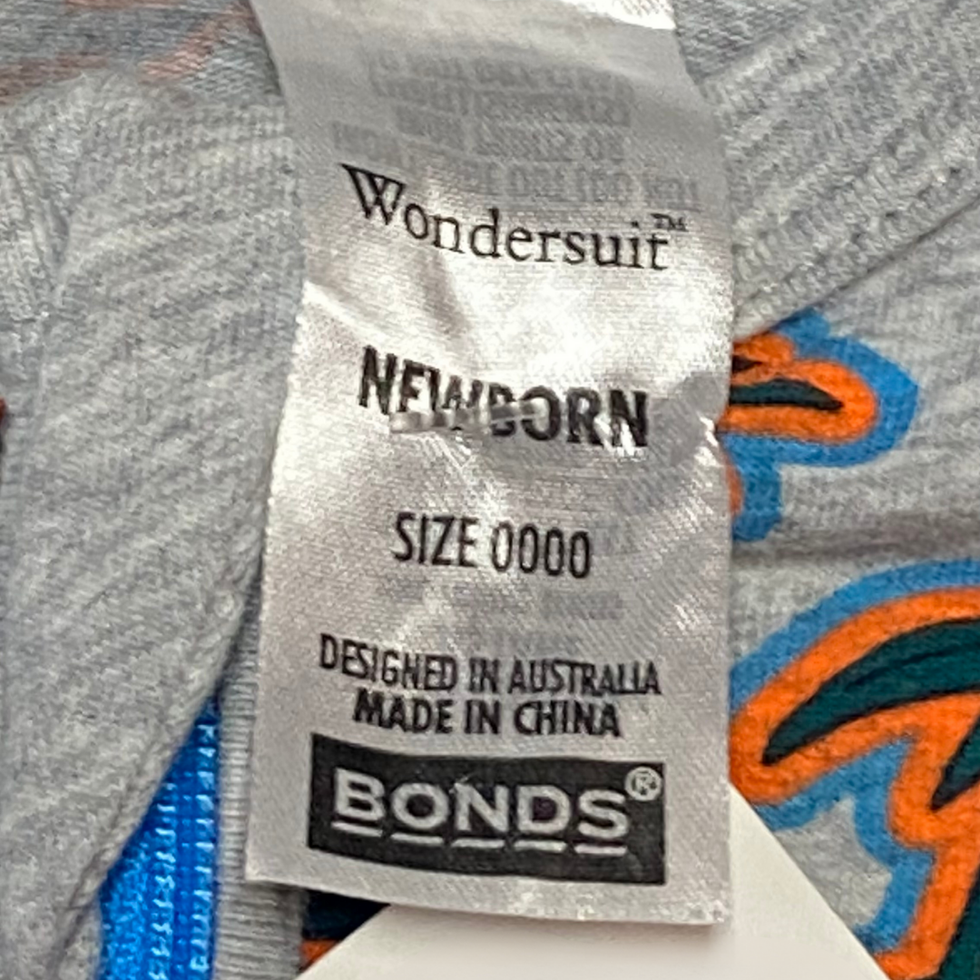 Wondersuit™
NEWBORN
SIZE 0000
DESIGNED IN AUSTRALIA
MADE IN CHINA
BONDS®